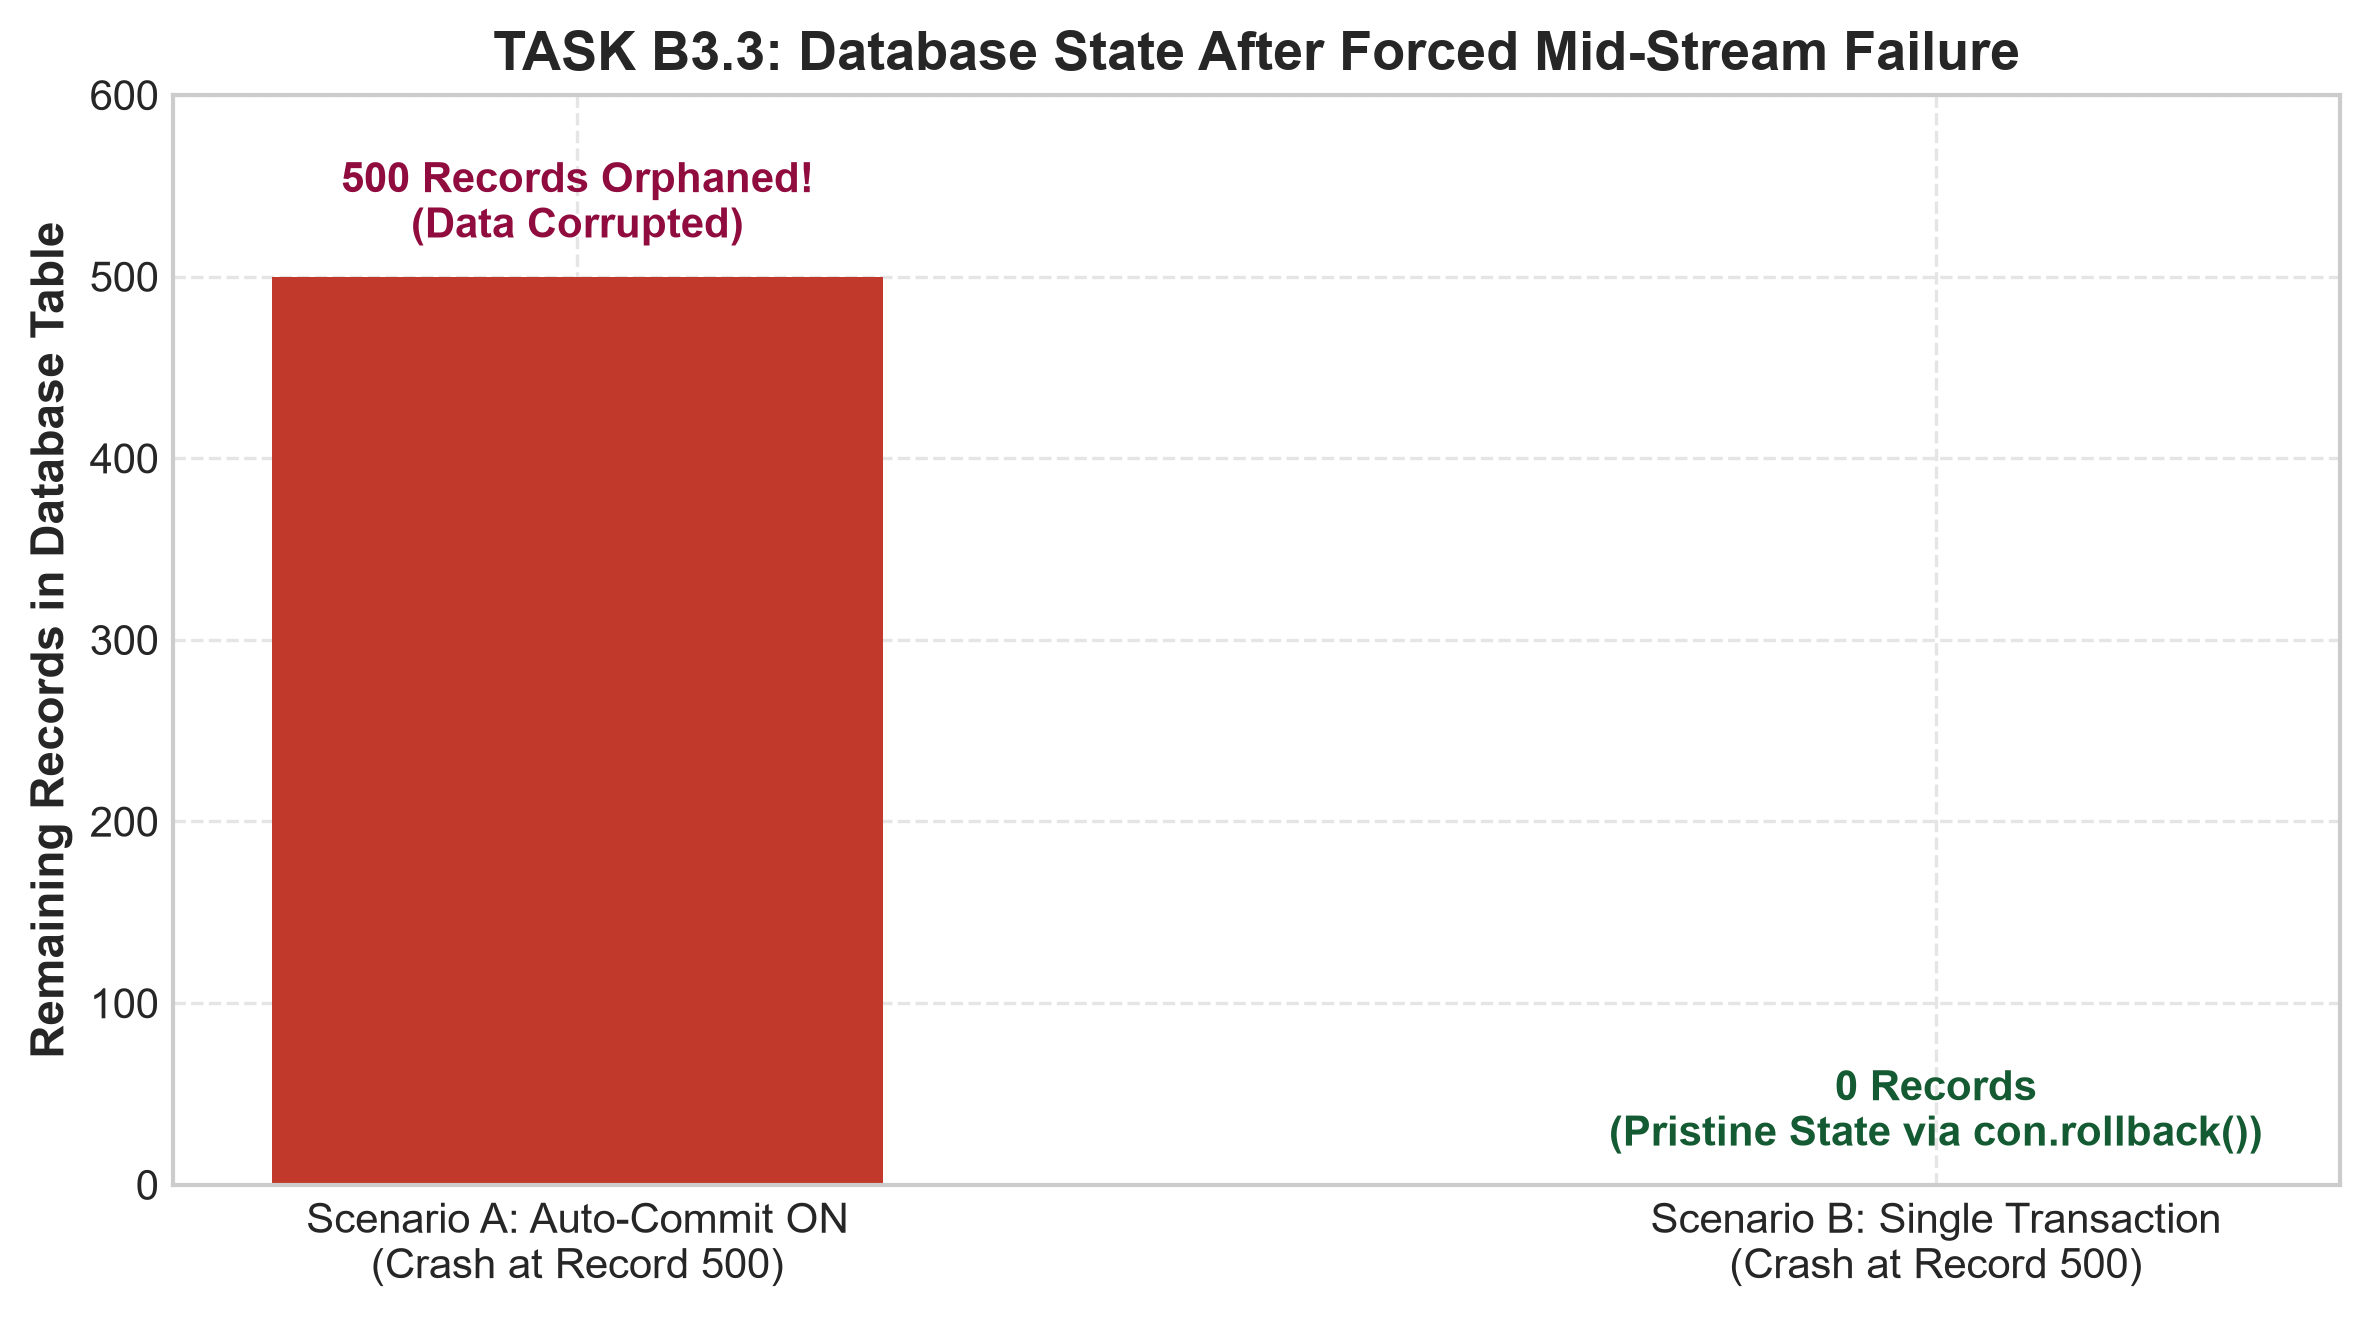 TASK B3.3: Database State After Forced Mid-Stream Failure
Remaining Records in Database Table
600
500
400
300
200
100
0
500 Records Orphaned!
(Data Corrupted)
0 Records
(Pristine State via con.rollback())
Scenario A: Auto-Commit ON
(Crash at Record 500)
Scenario B: Single Transaction
(Crash at Record 500)